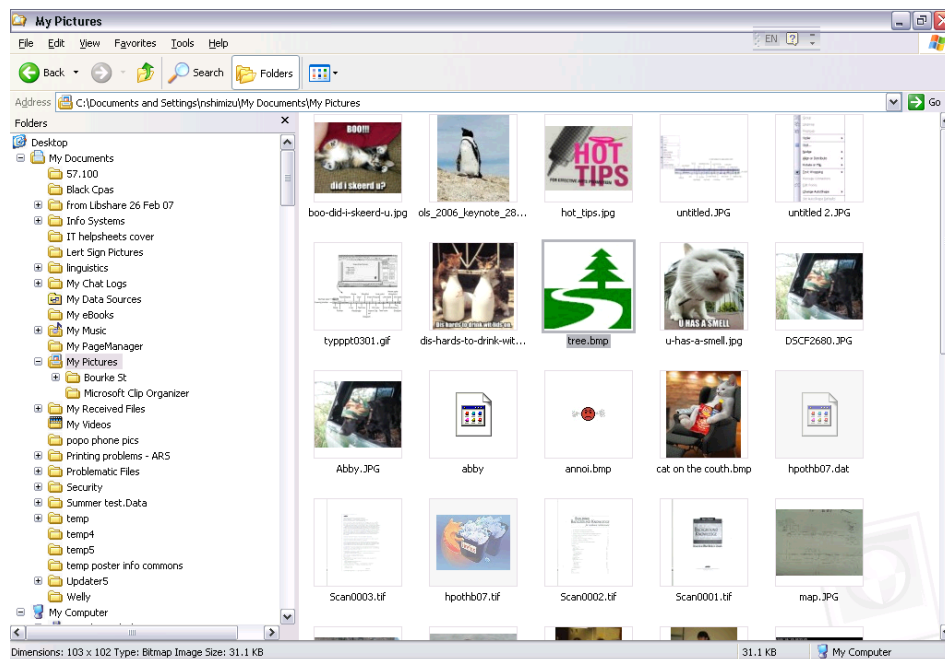 My Pictures
File Edit View Favorites Tools Help
EN
Back Search Folders
Address C:\Documents and Settings\nshimizu\My Documents\My Pictures Go
Folders
Desktop
My Documents
57.100
Black Cpas
from Libshare 26 Feb 07
Info Systems
IT helpsheets cover
Lert Sign Pictures
linguistics
My Chat Logs
My Data Sources
My eBooks
My Music
My PageManager
My Pictures
Bourke St
Microsoft Clip Organizer
My Received Files
My Videos
popo phone pics
Printing problems - ARS
Problematic Files
Security
Summer test.Data
temp
temp4
temp5
temp poster info commons
Updater5
Welly
My Computer
BOO!!!
did i skeerd u?
HOT
TIPS
boo-did-i-skeerd-u.jpg ols_2006_keynote_28... hot_tips.jpg untitled.JPG untitled 2.JPG
Dis hards to drink wit lids on.
U HAS A SMELL
typppt0301.gif dis-hards-to-drink-wit... tree.bmp u-has-a-smell.jpg DSCF2680.JPG
Abby.JPG abby annoi.bmp cat on the couth.bmp hpothb07.dat
Scan0003.tif hpothb07.tif Scan0002.tif Scan0001.tif map.JPG
Dimensions: 103 x 102 Type: Bitmap Image Size: 31.1 KB 31.1 KB My Computer